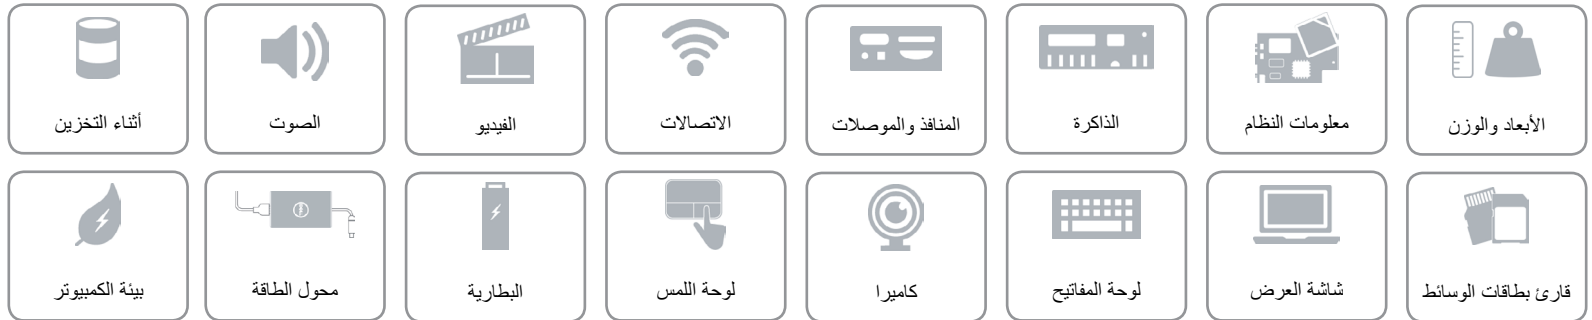 الأبعاد والوزن
معلومات النظام
الذاكرة
المنافذ والموصلات
الاتصالات
الفيديو
الصوت
أثناء التخزين
قارئ بطاقات الوسائط
شاشة العرض
لوحة المفاتيح
كاميرا
لوحة اللمس
البطارية
محول الطاقة
بيئة الكمبيوتر